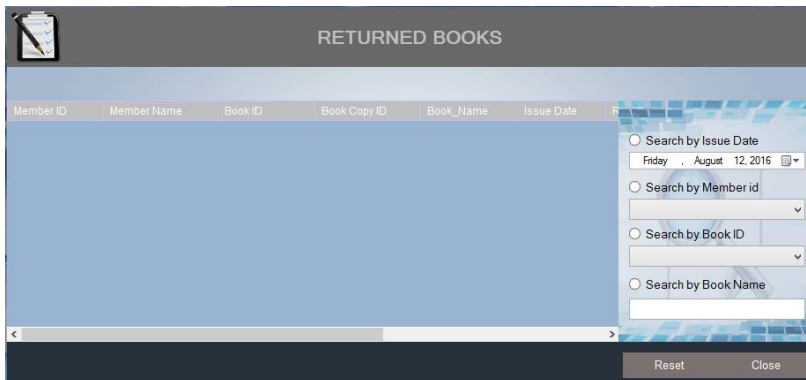 RETURNED BOOKS
Member ID Member Name Book ID Book Copy ID Book_Name Issue Date
Search by Issue Date
Friday , August 12, 2016
Search by Member id
Search by Book ID
Search by Book Name
Reset Close